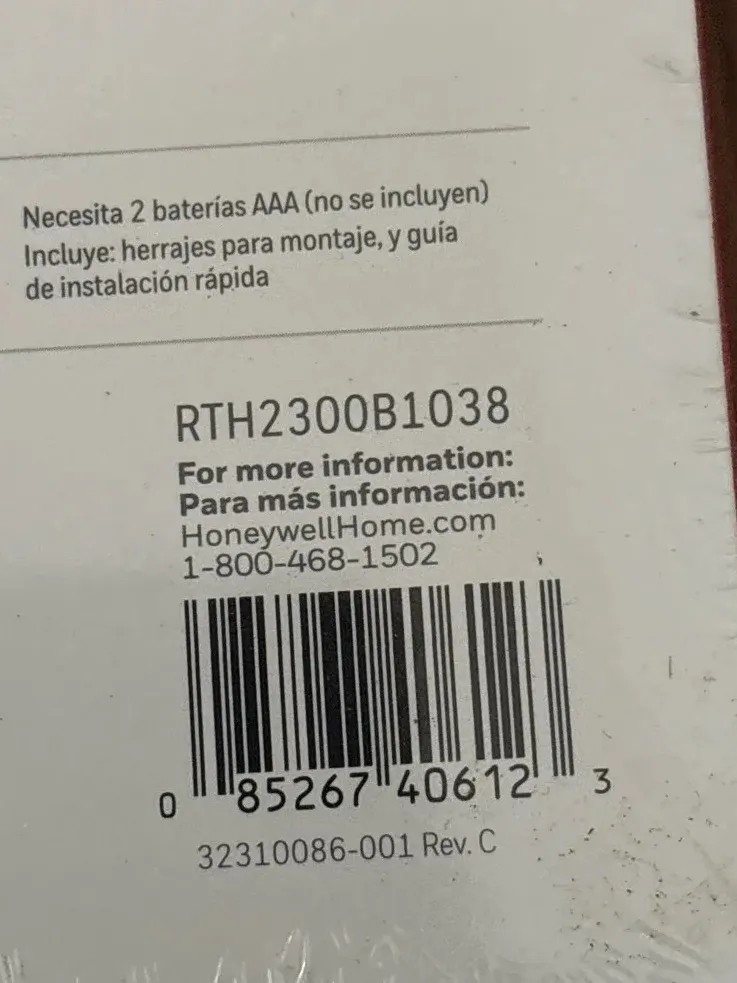 Necesita 2 baterías AAA (no se incluyen)
Incluye: herrajes para montaje, y guía
de instalación rápida
RTH2300B1038
For more information:
Para más información:
HoneywellHome.com
1-800-468-1502
0 85267 40612 3
32310086-001 Rev. C